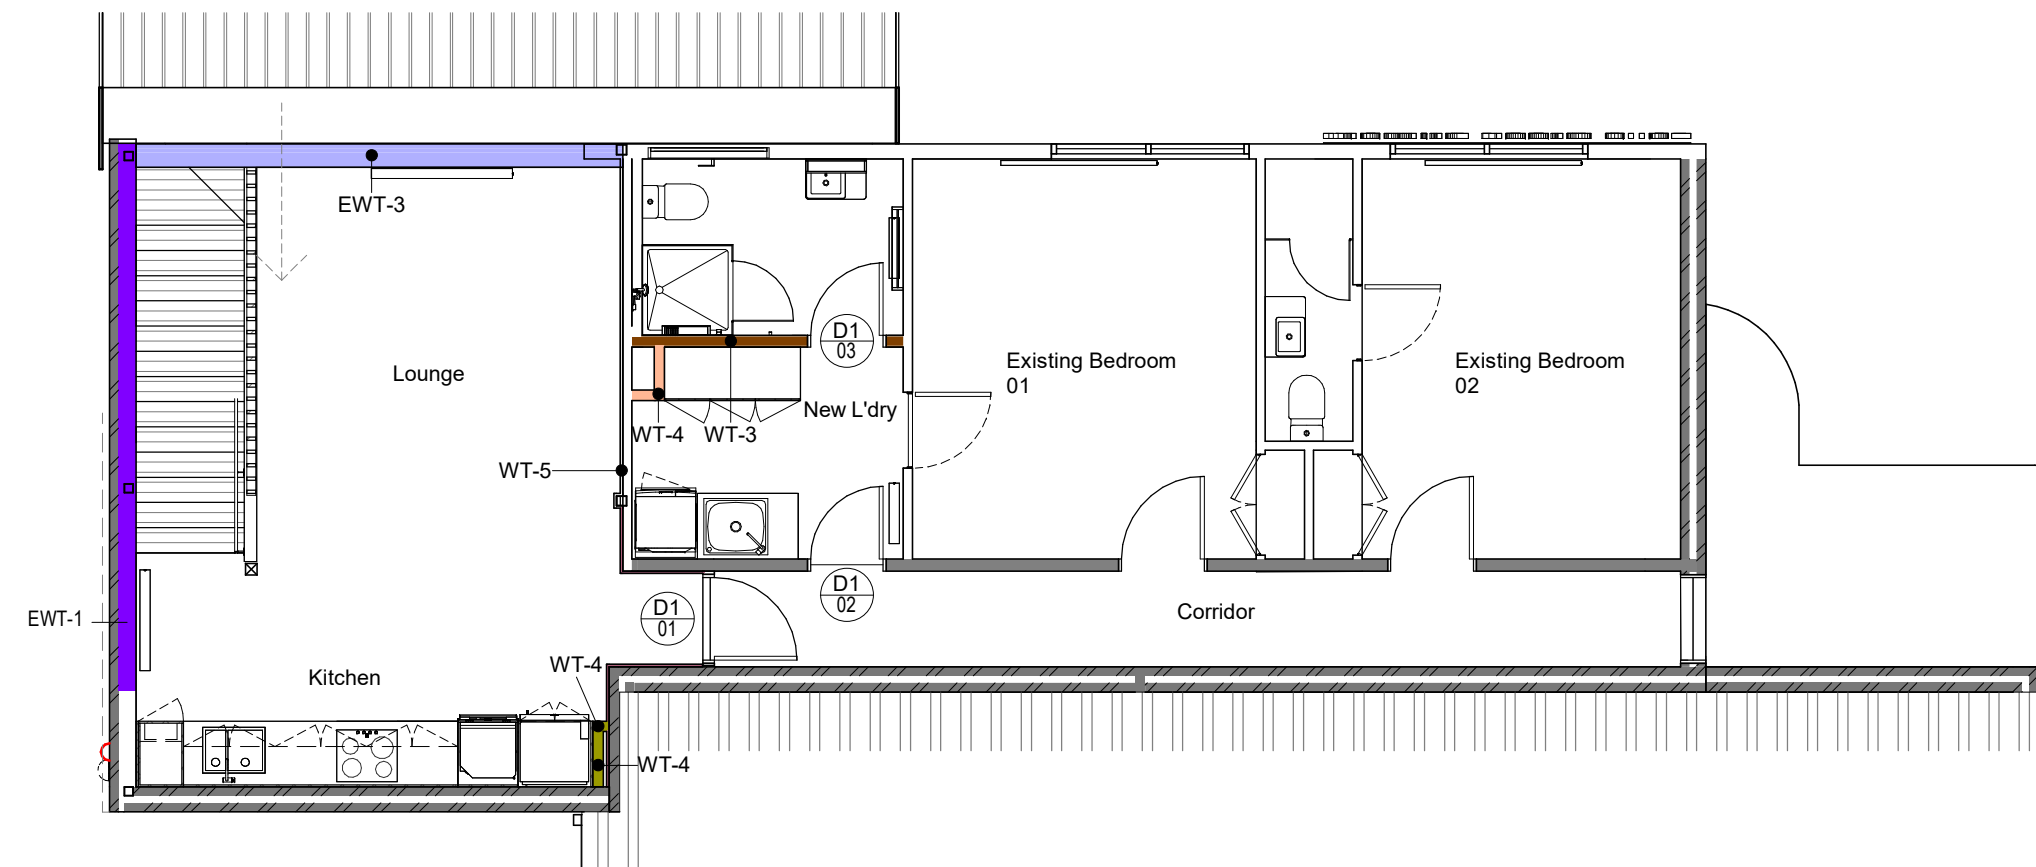 EWT-3
D1
03
Existing Bedroom
01
Existing Bedroom
02
Lounge
New L'dry
WT-4
WT-3
WT-5
D1
02
D1
01
Corridor
EWT-1
WT-4
Kitchen
WT-4